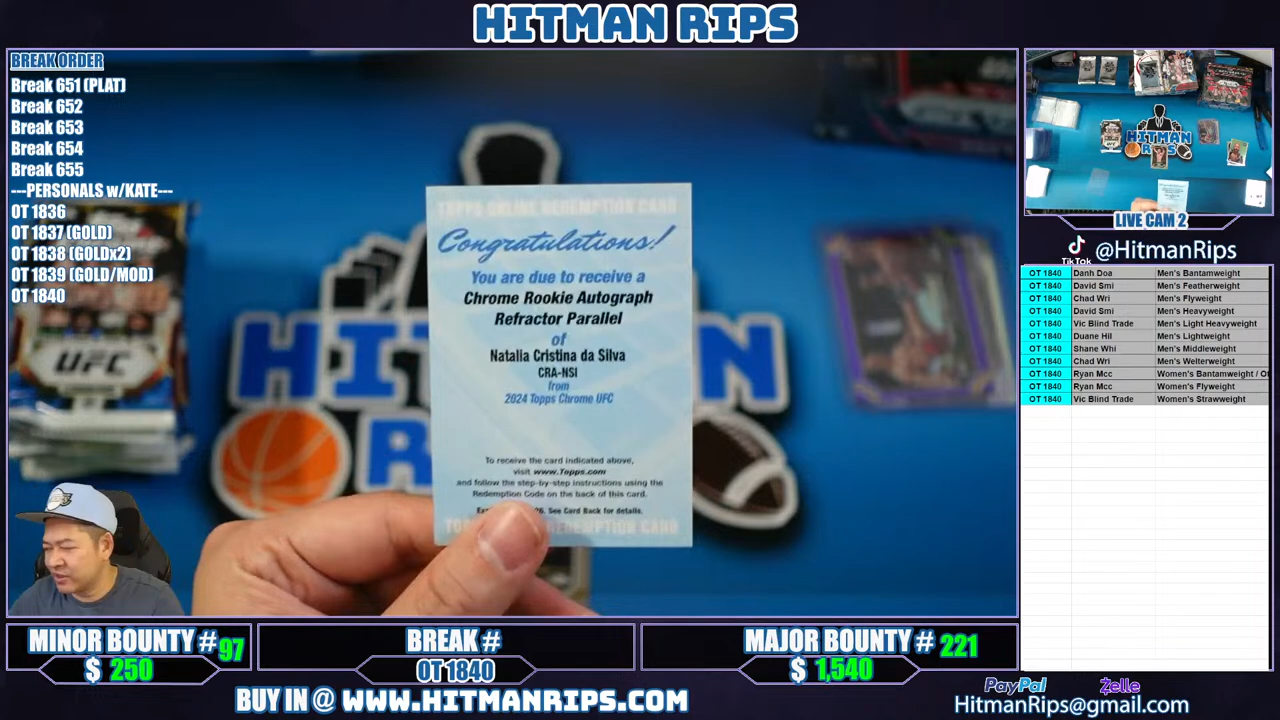 HITMAN RIPS
BREAK ORDER
Break 651 (PLAT)
Break 652
Break 653
Break 654
Break 655
---PERSONALS w/KATE---
OT 1836
OT 1837 (GOLD)
OT 1838 (GOLDx2)
OT 1839 (GOLD/MOD)
OT 1840
UFC
HITMAN
TOPPS ONLINE REDEMPTION CARD
Congratulations!
You are due to receive a
Chrome Rookie Autograph
Refractor Parallel
of
Natalia Cristina da Silva
CRA-NSI
from
2024 Topps Chrome UFC
To receive the card indicated above,
visit www.Topps.com
and follow the step-by-step instructions using the
Redemption Code on the back of this card.
See Card Back for details.
REDEMPTION CARD
HITMAN
RIPS
LIVE CAM 2
TikTok
@HitmanRips
OT 1840 Danh Doa Men's Bantamweight
OT 1840 David Smi Men's Featherweight
OT 1840 Chad Wri Men's Flyweight
OT 1840 David Smi Men's Heavyweight
OT 1840 Vic Blind Trade Men's Light Heavyweight
OT 1840 Duane Hil Men's Lightweight
OT 1840 Shane Whi Men's Middleweight
OT 1840 Chad Wri Men's Welterweight
OT 1840 Ryan Mcc Women's Bantamweight / Ot
OT 1840 Ryan Mcc Women's Flyweight
OT 1840 Vic Blind Trade Women's Strawweight
MINOR BOUNTY # 97
$ 250
BREAK #
OT 1840
MAJOR BOUNTY # 221
$ 1,540
BUY IN @ WWW.HITMANRIPS.COM
PayPal Zelle
HitmanRips@gmail.com